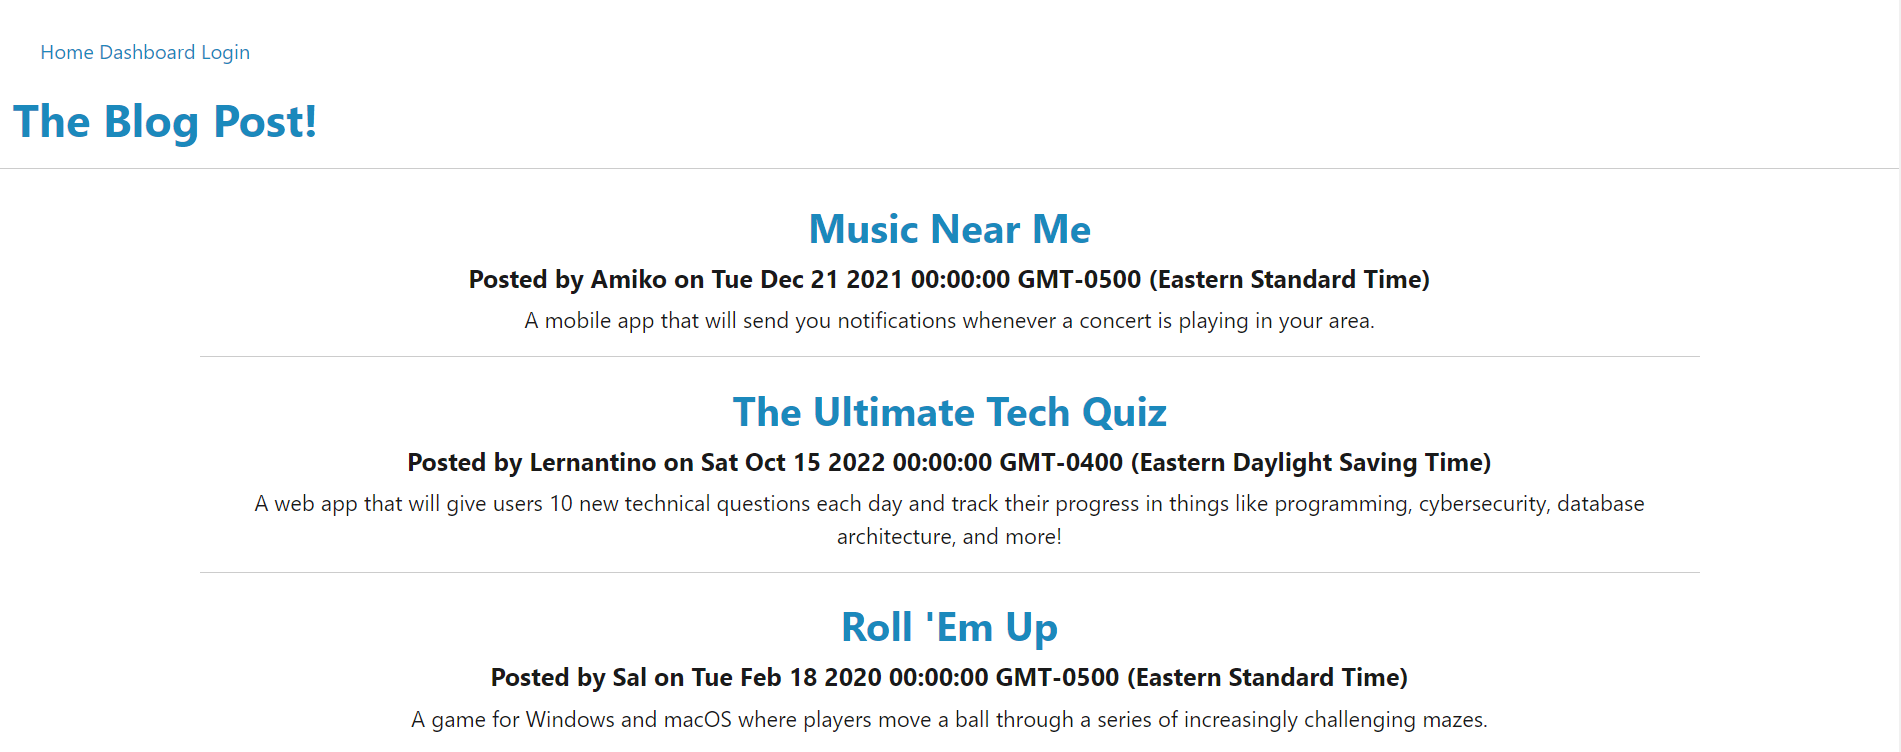 Home Dashboard Login
The Blog Post!
Music Near Me
Posted by Amiko on Tue Dec 21 2021 00:00:00 GMT-0500 (Eastern Standard Time)
A mobile app that will send you notifications whenever a concert is playing in your area.
The Ultimate Tech Quiz
Posted by Lernantino on Sat Oct 15 2022 00:00:00 GMT-0400 (Eastern Daylight Saving Time)
A web app that will give users 10 new technical questions each day and track their progress in things like programming, cybersecurity, database
architecture, and more!
Roll 'Em Up
Posted by Sal on Tue Feb 18 2020 00:00:00 GMT-0500 (Eastern Standard Time)
A game for Windows and macOS where players move a ball through a series of increasingly challenging mazes.